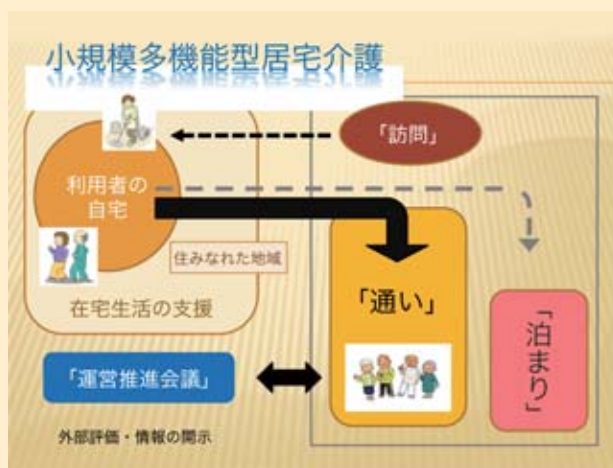 小規模多機能型居宅介護
「訪問」
利用者の
自宅
住みなれた地域
在宅生活の支援
「通い」
「泊まり」
「運営推進会議」
外部評価・情報の開示